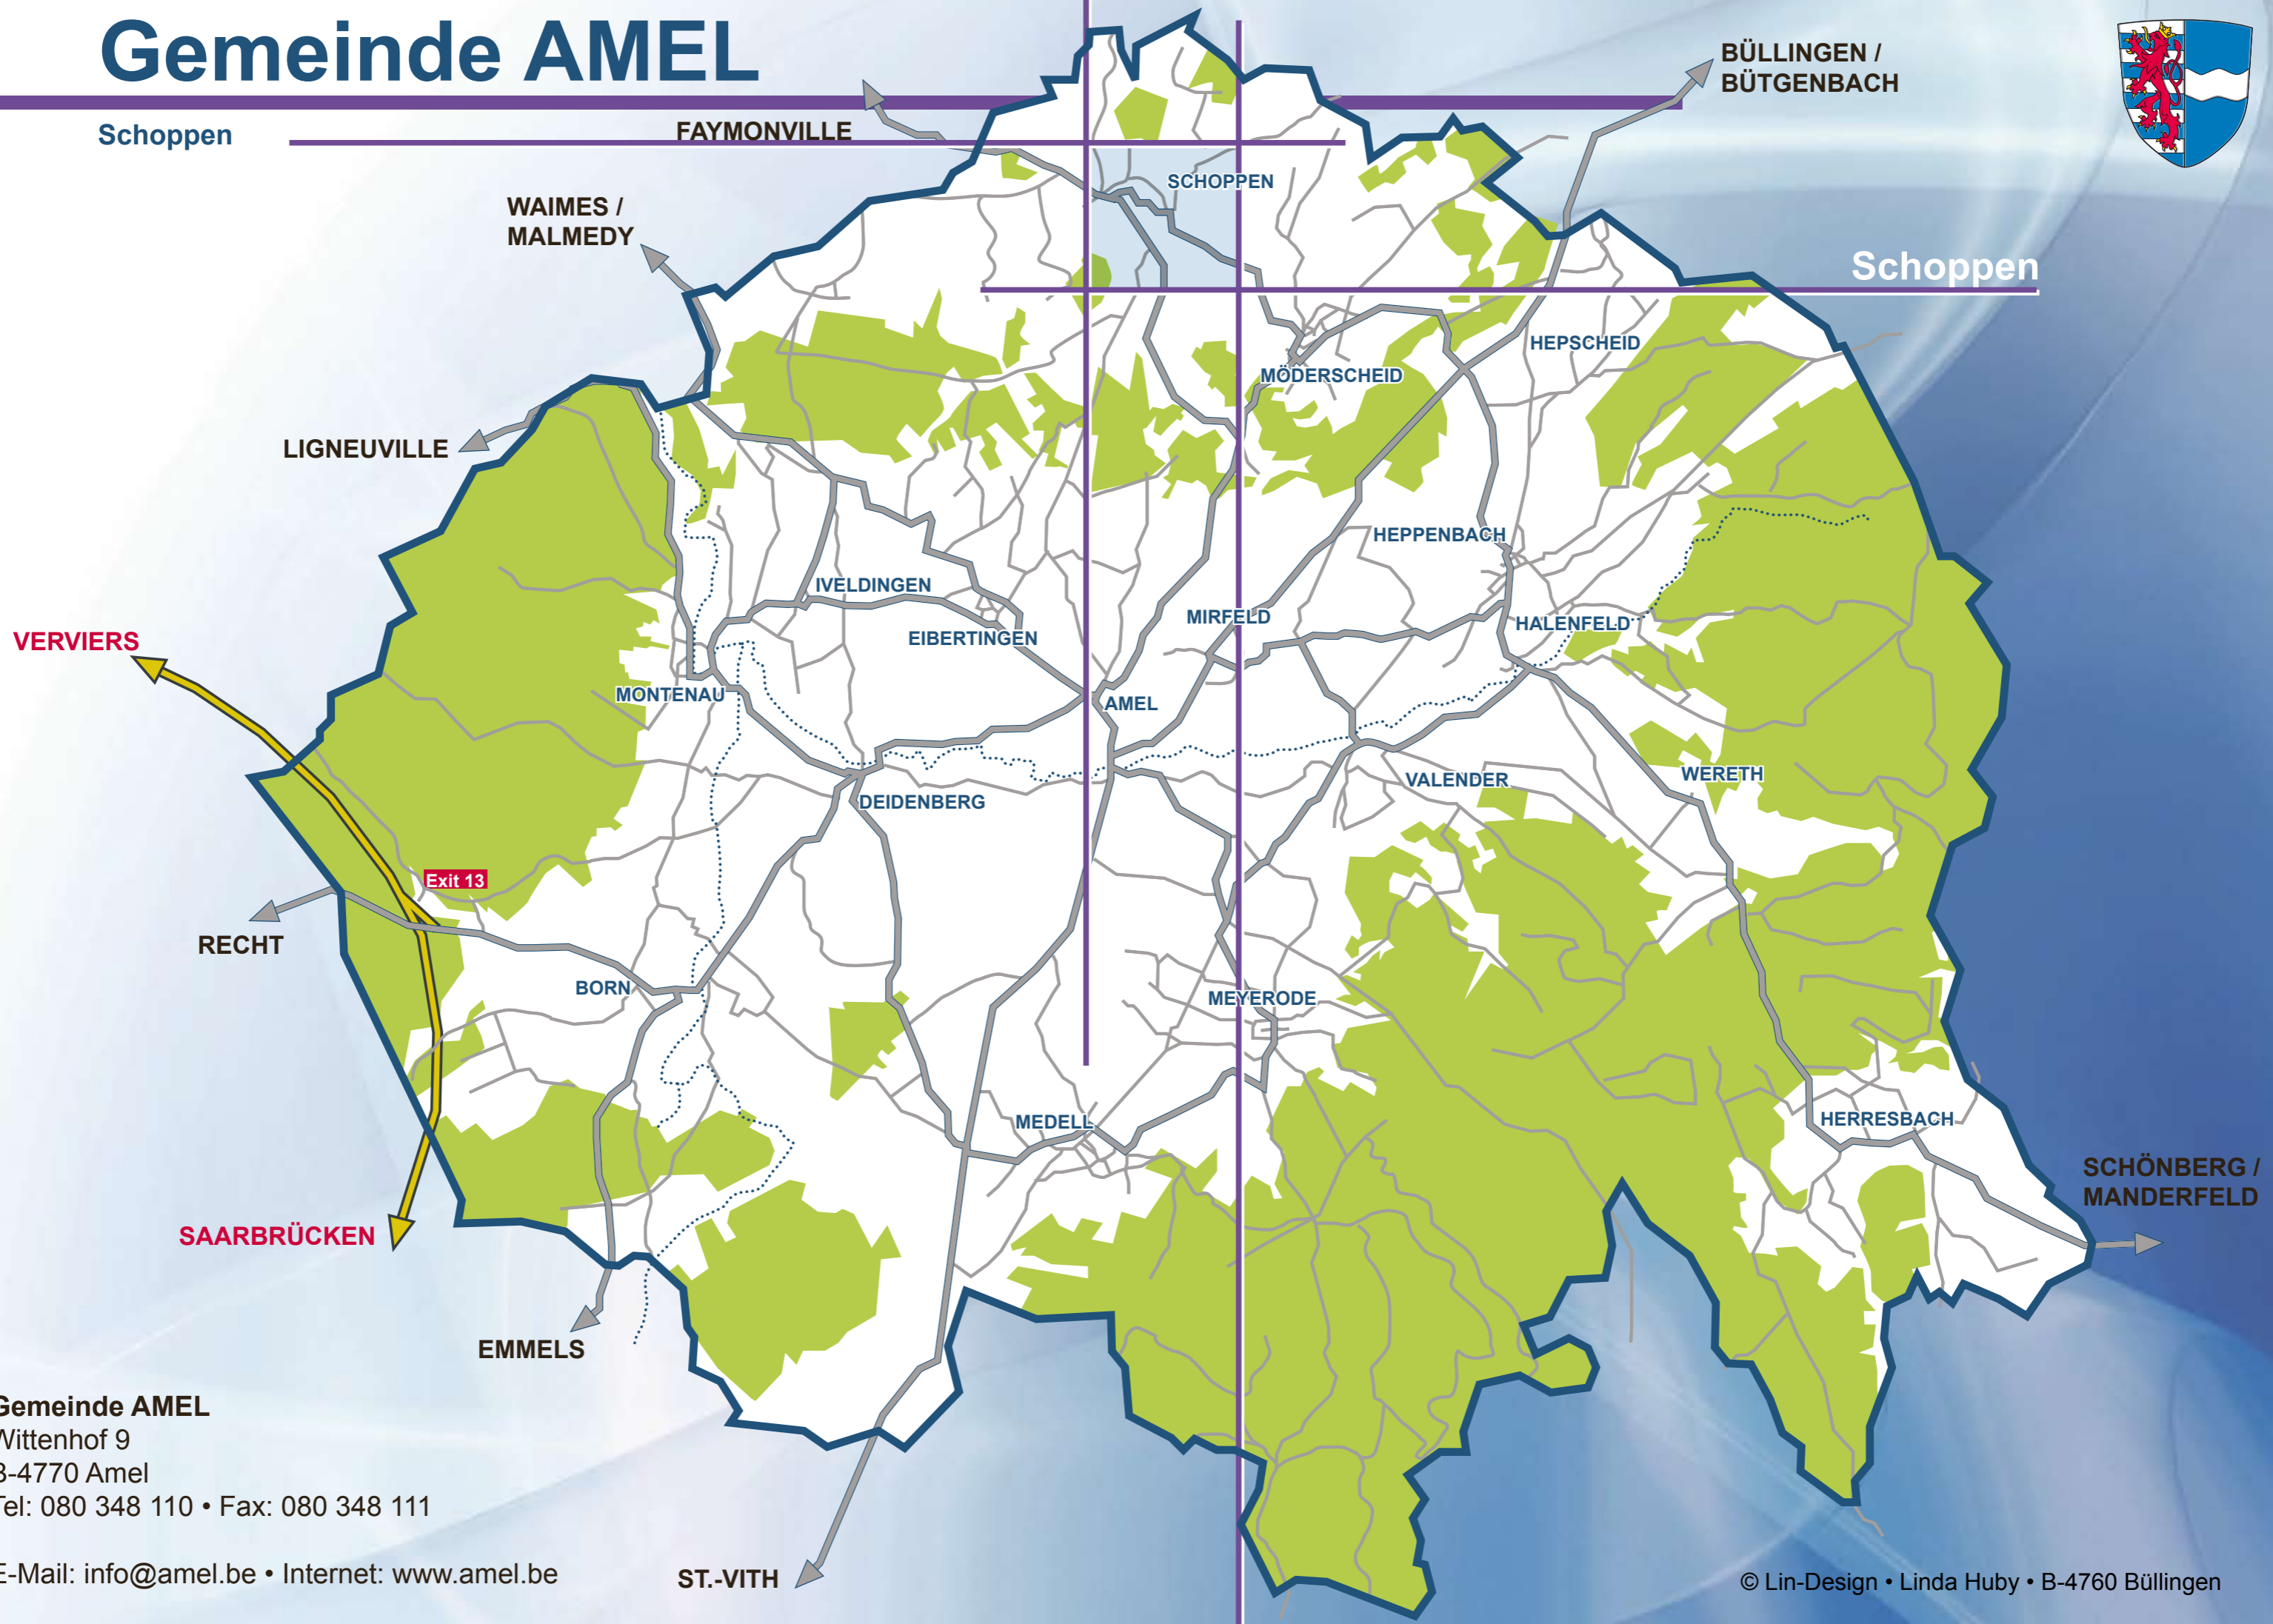 Gemeinde AMEL
Schoppen
BÜLLINGEN /
BÜTGENBACH
FAYMONVILLE
SCHOPPEN
WAIMES /
MALMEDY
Schoppen
HEPSCHEID
MÖDERSCHEID
LIGNEUVILLE
HEPPENBACH
IVELDINGEN
MIRFELD
HALENFELD
EIBERTINGEN
VERVIERS
MONTENAU
AMEL
WERETH
VALENDER
DEIDENBERG
Exit 13
RECHT
BORN
MEYERODE
MEDELL
HERRESBACH
SCHÖNBERG /
MANDERFELD
SAARBRÜCKEN
EMMELS
Gemeinde AMEL
Wittenhof 9
B-4770 Amel
Tel: 080 348 110 • Fax: 080 348 111
E-Mail: info@amel.be • Internet: www.amel.be
ST.-VITH
© Lin-Design • Linda Huby • B-4760 Büllingen